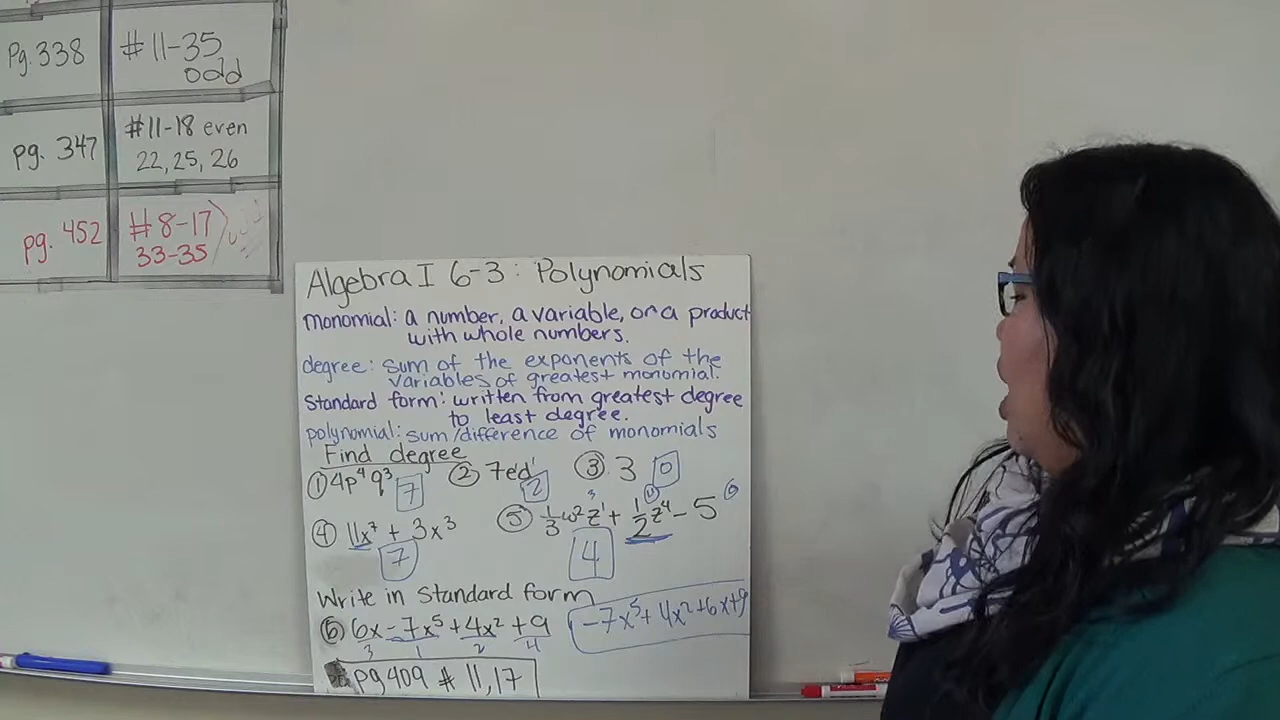 Pg. 338 #11-35 odd
pg. 347 #11-18 even
22, 25, 26
pg. 452 #8-17
33-35
Algebra I 6-3: Polynomials
monomial: a number, a variable, or a product
with whole numbers.
degree: sum of the exponents of the
variables of greatest monomial.
Standard form: written from greatest degree
to least degree.
polynomial: sum/difference of monomials
Find degree
① 4p⁴q³ 7 ② 7ed¹ 2 ③ 3 0
④ 11x⁷ + 3x³ 7 ⑤ 1/3 w²z¹ + 1/2 z⁴ - 5 4
Write in standard form
⑥ 6x - 7x⁵ + 4x² + 9 -7x⁵ + 4x² + 6x + 9
3 1 2 4
pg 409 # 11, 17